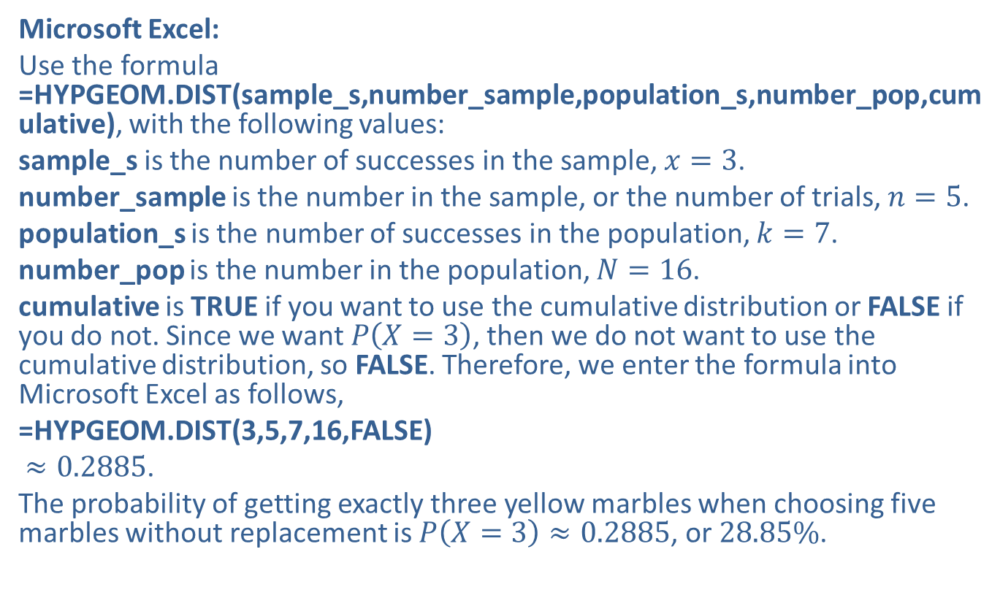 Microsoft Excel:
Use the formula
=HYPGEOM.DIST(sample_s,number_sample,population_s,number_pop,cum
ulative), with the following values:
sample_s is the number of successes in the sample, x = 3.
number_sample is the number in the sample, or the number of trials, n = 5.
population_s is the number of successes in the population, k = 7.
number_pop is the number in the population, N = 16.
cumulative is TRUE if you want to use the cumulative distribution or FALSE if
you do not. Since we want P(X = 3), then we do not want to use the
cumulative distribution, so FALSE. Therefore, we enter the formula into
Microsoft Excel as follows,
=HYPGEOM.DIST(3,5,7,16,FALSE)
≈ 0.2885.
The probability of getting exactly three yellow marbles when choosing five
marbles without replacement is P(X = 3) ≈ 0.2885, or 28.85%.